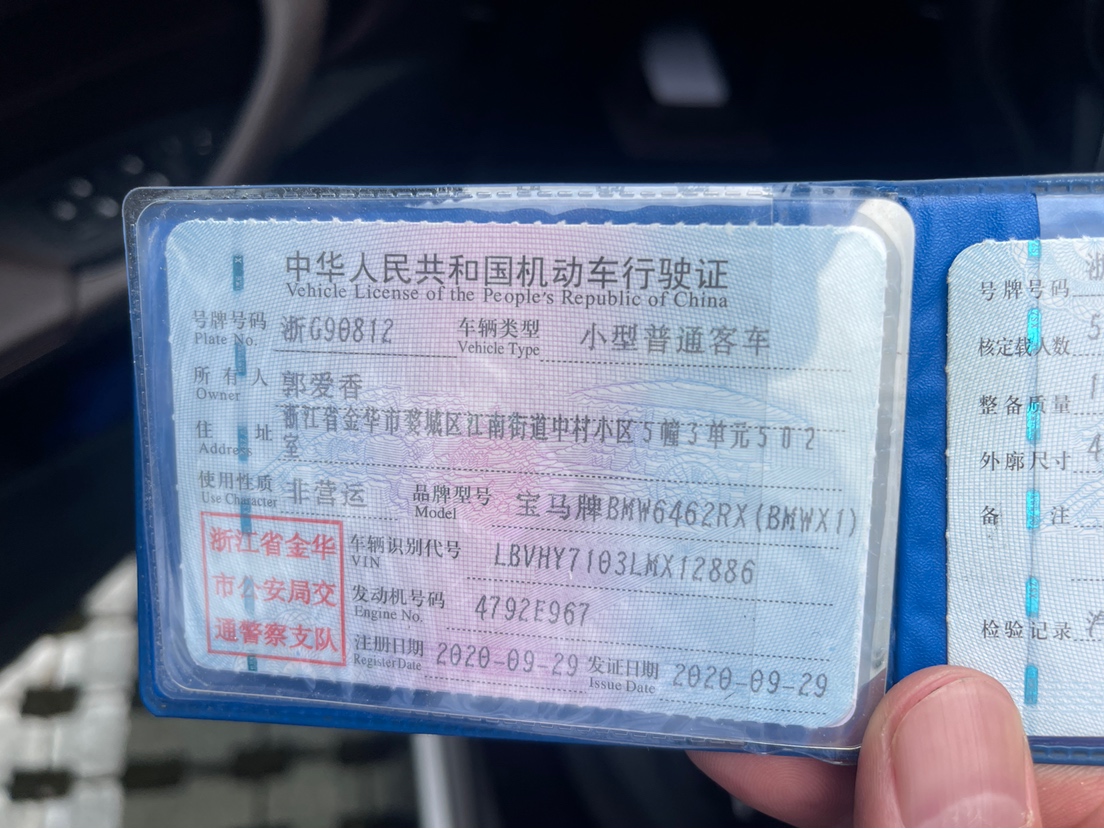 中华人民共和国机动车行驶证
Vehicle License of the People's Republic of China
号牌号码 浙G90812 车辆类型 小型普通客车
Plate No. Vehicle Type
所有人 郭爱香
Owner
浙江省金华市婺城区江南街道中村小区5幢3单元502
住址 室
Address
使用性质 非营运 品牌型号 宝马牌BMW6462RX(BMWX1)
Use Character Model
浙江省金华
市公安局交
通警察支队
车辆识别代号 LBVHY7103LMX12886
VIN
发动机号码 4792E967
Engine No.
注册日期 2020-09-29 发证日期 2020-09-29
Register Date Issue Date
号牌号码 浙
核定载人数 5
整备质量 1
外廓尺寸 4
备注
检验记录